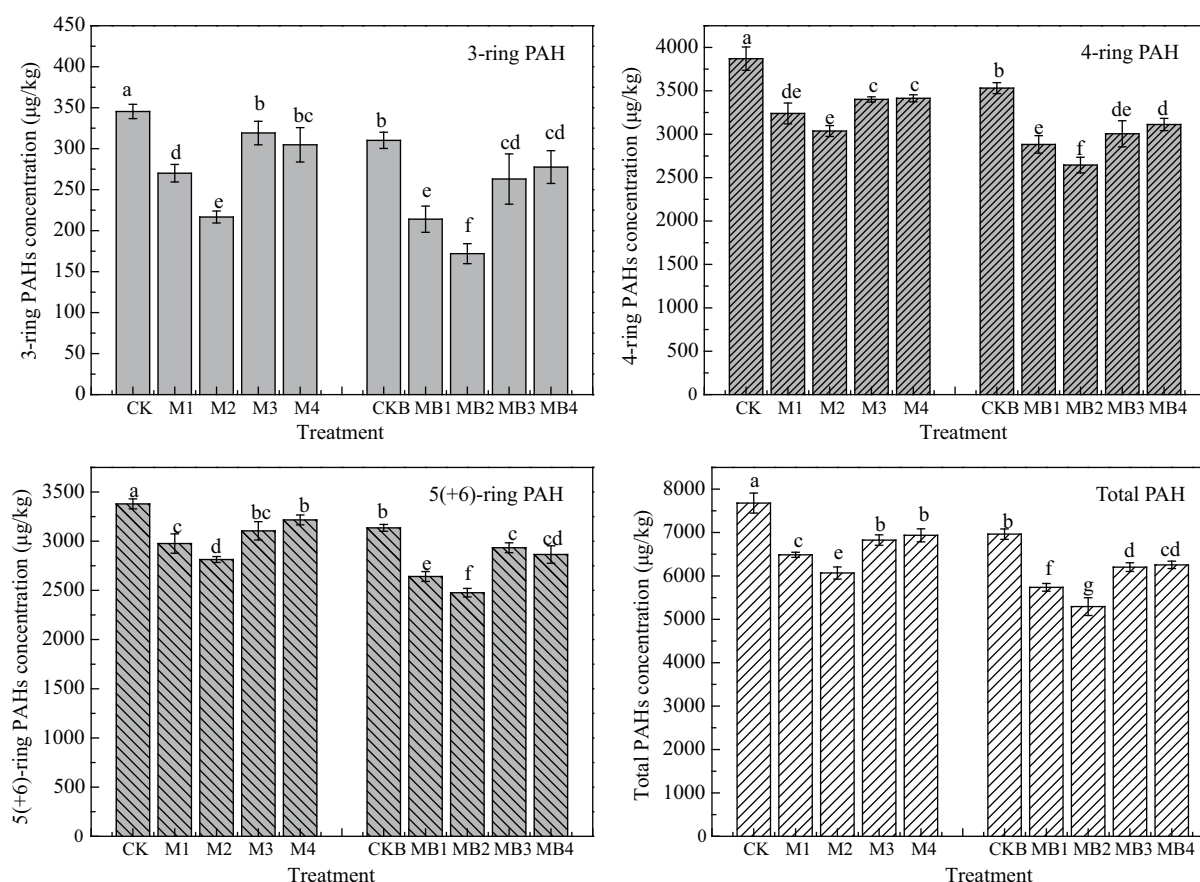 3-ring PAH
3-ring PAHs concentration (μg/kg)
450
400
350
300
250
200
150
100
50
0
a
d
e
b
bc
b
e
f
cd
cd
CK M1 M2 M3 M4 CKB MB1 MB2 MB3 MB4
Treatment
4-ring PAH
4-ring PAHs concentration (μg/kg)
4000
3500
3000
2500
2000
1500
1000
500
0
a
de
e
c
c
b
e
f
de
d
CK M1 M2 M3 M4 CKB MB1 MB2 MB3 MB4
Treatment
5(+6)-ring PAH
5(+6)-ring PAHs concentration (μg/kg)
3500
3000
2500
2000
1500
1000
500
0
a
c
d
bc
b
b
e
f
c
cd
CK M1 M2 M3 M4 CKB MB1 MB2 MB3 MB4
Treatment
Total PAH
Total PAHs concentration (μg/kg)
8000
7000
6000
5000
4000
3000
2000
1000
0
a
c
e
b
b
b
f
g
d
cd
CK M1 M2 M3 M4 CKB MB1 MB2 MB3 MB4
Treatment